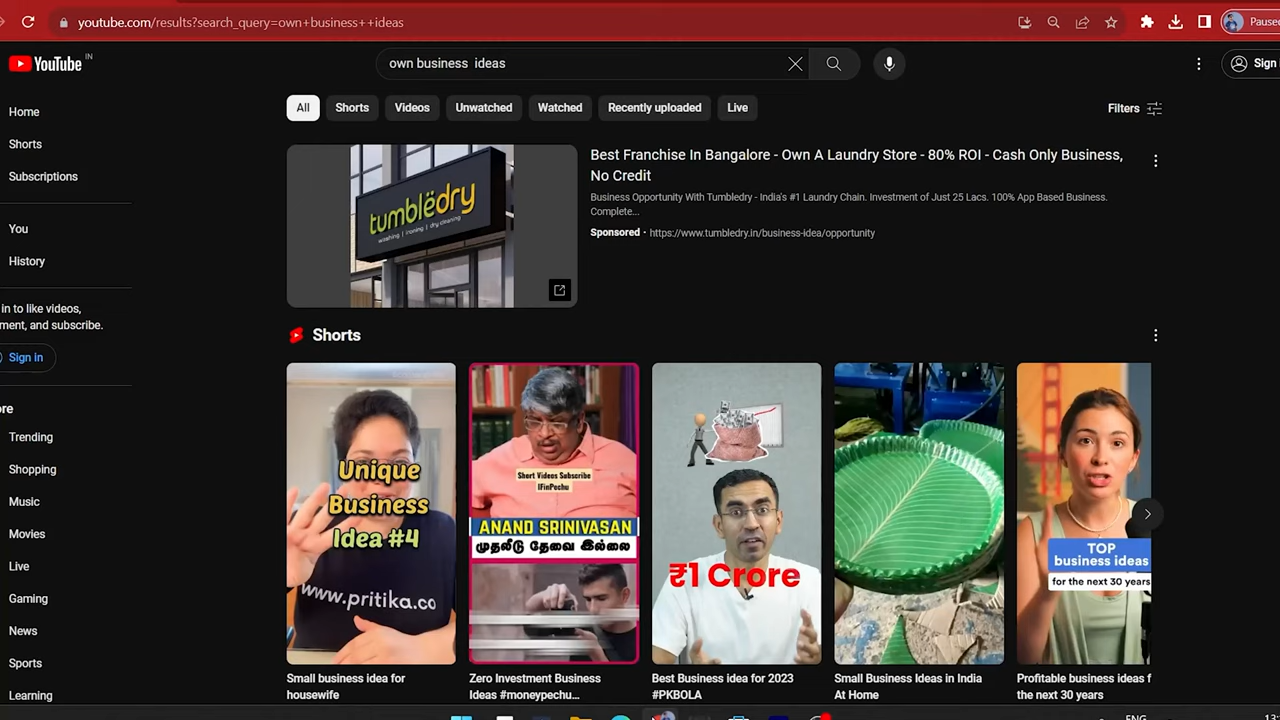 youtube.com/results?search_query=own+business++ideas
Paused
YouTube IN
own business  ideas
Sign
All
Shorts
Videos
Unwatched
Watched
Recently uploaded
Live
Filters
Home
Shorts
Subscriptions
You
History
in to like videos,
ment, and subscribe.
Sign in
ore
Trending
Shopping
Music
Movies
Live
Gaming
News
Sports
Learning
tumblëdry
washing | ironing | dry cleaning
Best Franchise In Bangalore - Own A Laundry Store - 80% ROI - Cash Only Business,
No Credit
Business Opportunity With Tumbledry - India's #1 Laundry Chain. Investment of Just 25 Lacs. 100% App Based Business.
Complete...
Sponsored · https://www.tumbledry.in/business-idea/opportunity
Shorts
Unique
Business
Idea #4
www.pritika.co
Small business idea for
housewife
Short Videos Subscribe
IFinPechu
ANAND SRINIVASAN
முதலீடு தேவை இல்லை
Zero Investment Business
Ideas #moneypechu...
₹1 Crore
Best Business idea for 2023
#PKBOLA
Small Business Ideas in India
At Home
TOP
business ideas
for the next 30 years
Profitable business ideas f
the next 30 years
ENG